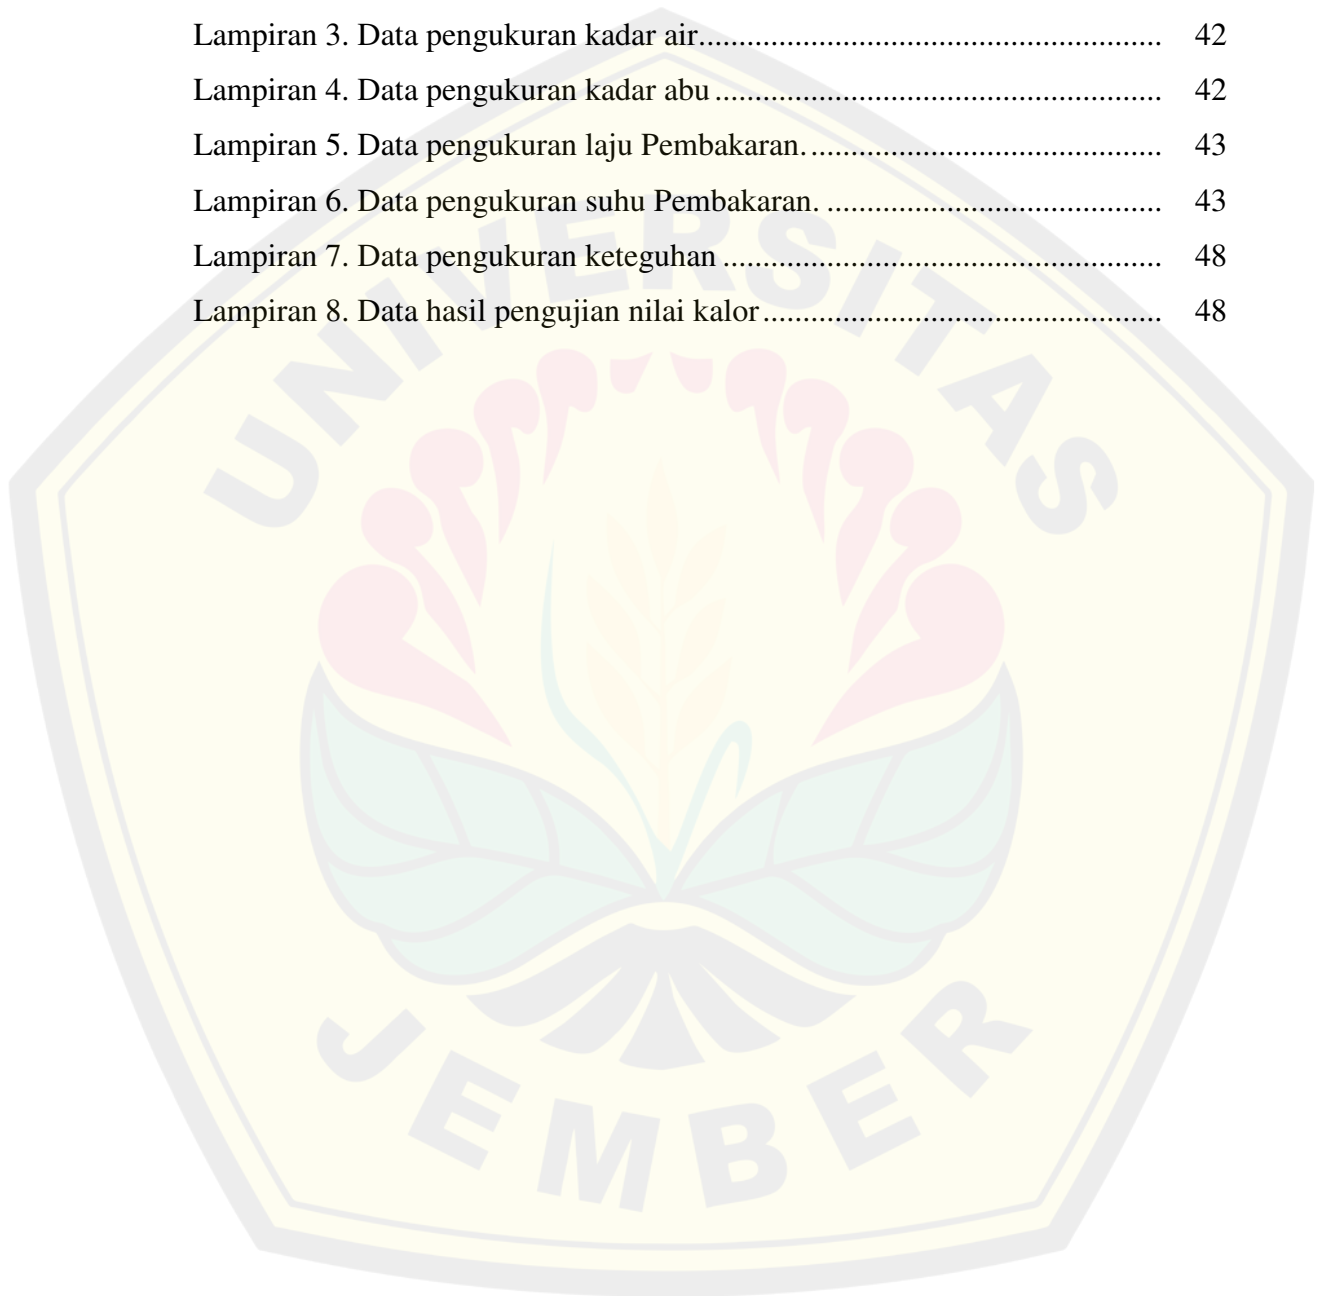 Lampiran 3. Data pengukuran kadar air.......................................................... 42
Lampiran 4. Data pengukuran kadar abu ........................................................ 42
Lampiran 5. Data pengukuran laju Pembakaran............................................. 43
Lampiran 6. Data pengukuran suhu Pembakaran. .......................................... 43
Lampiran 7. Data pengukuran keteguhan ....................................................... 48
Lampiran 8. Data hasil pengujian nilai kalor .................................................. 48
UNIVERSITAS
JEMBER